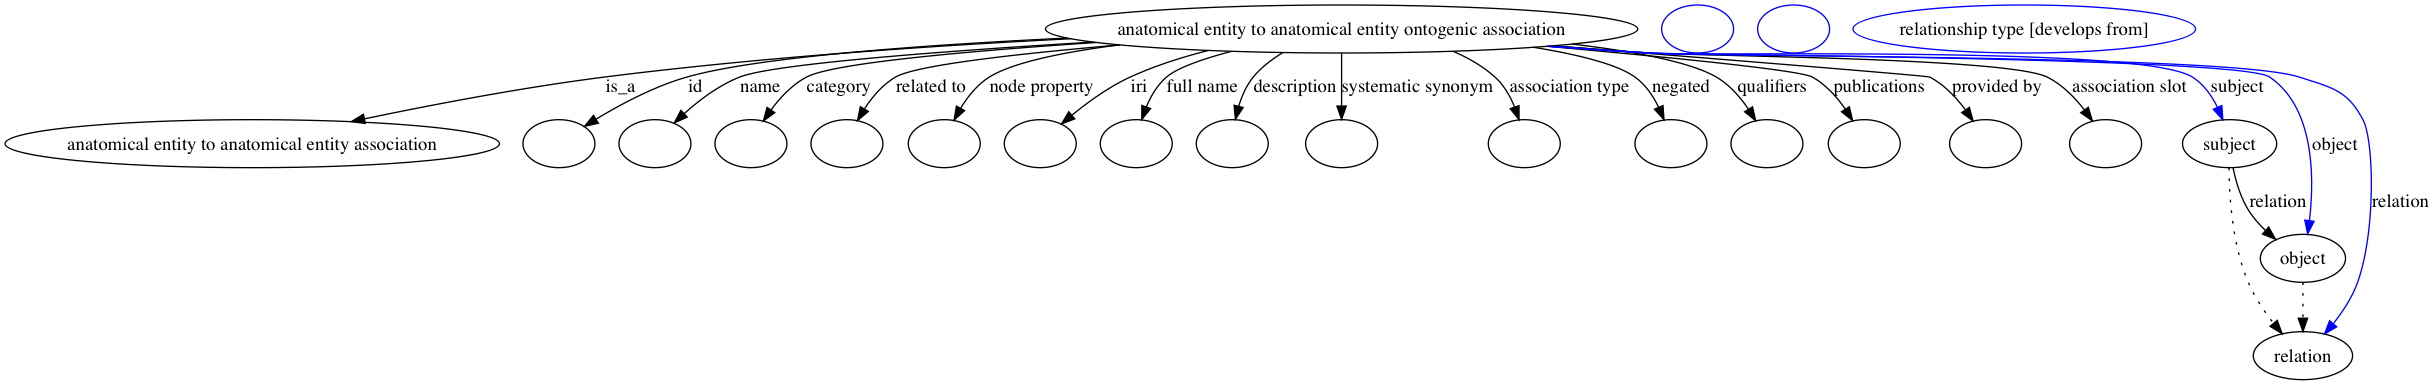 anatomical entity to anatomical entity ontogenic association
relationship type [develops from]
is_a
id
name
category
related to
node property
iri
full name
description
systematic synonym
association type
negated
qualifiers
publications
provided by
association slot
subject
anatomical entity to anatomical entity association
subject
object
relation
relation
object
relation